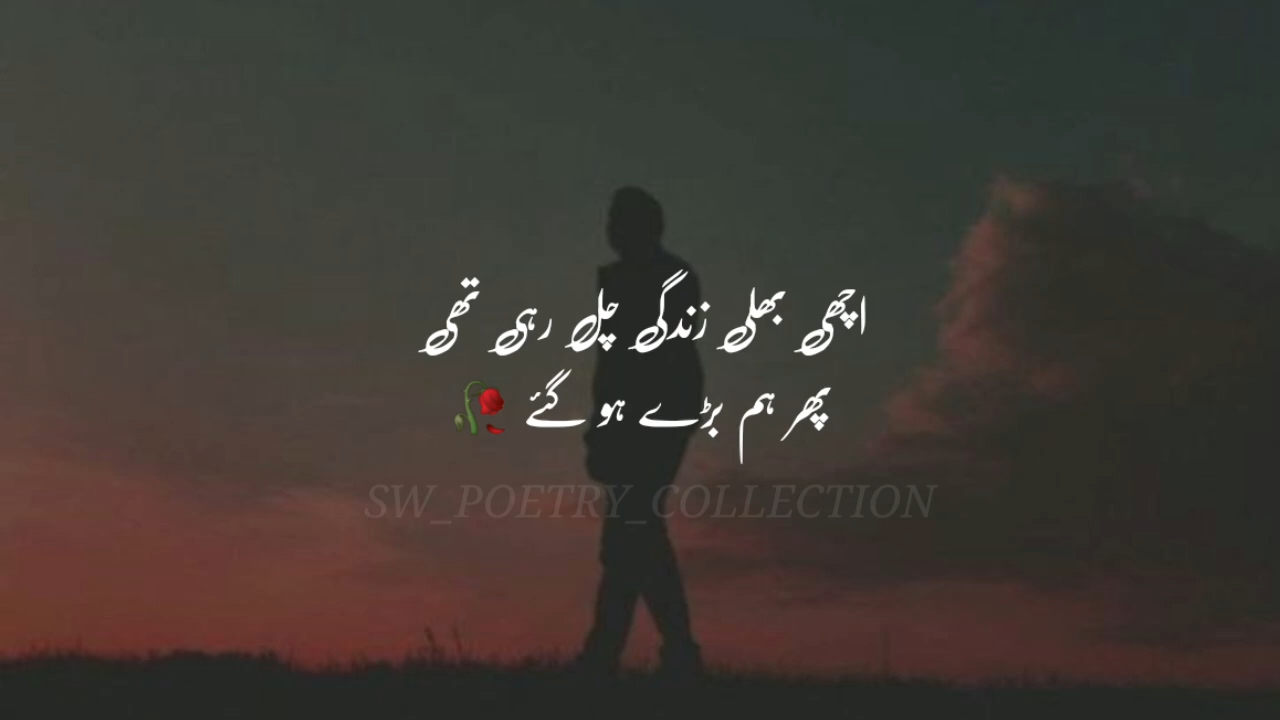 اچھی بھلی زندگی چل رہی تھی
پھر ہم بڑے ہو گئے 🥀
SW_POETRY_COLLECTION